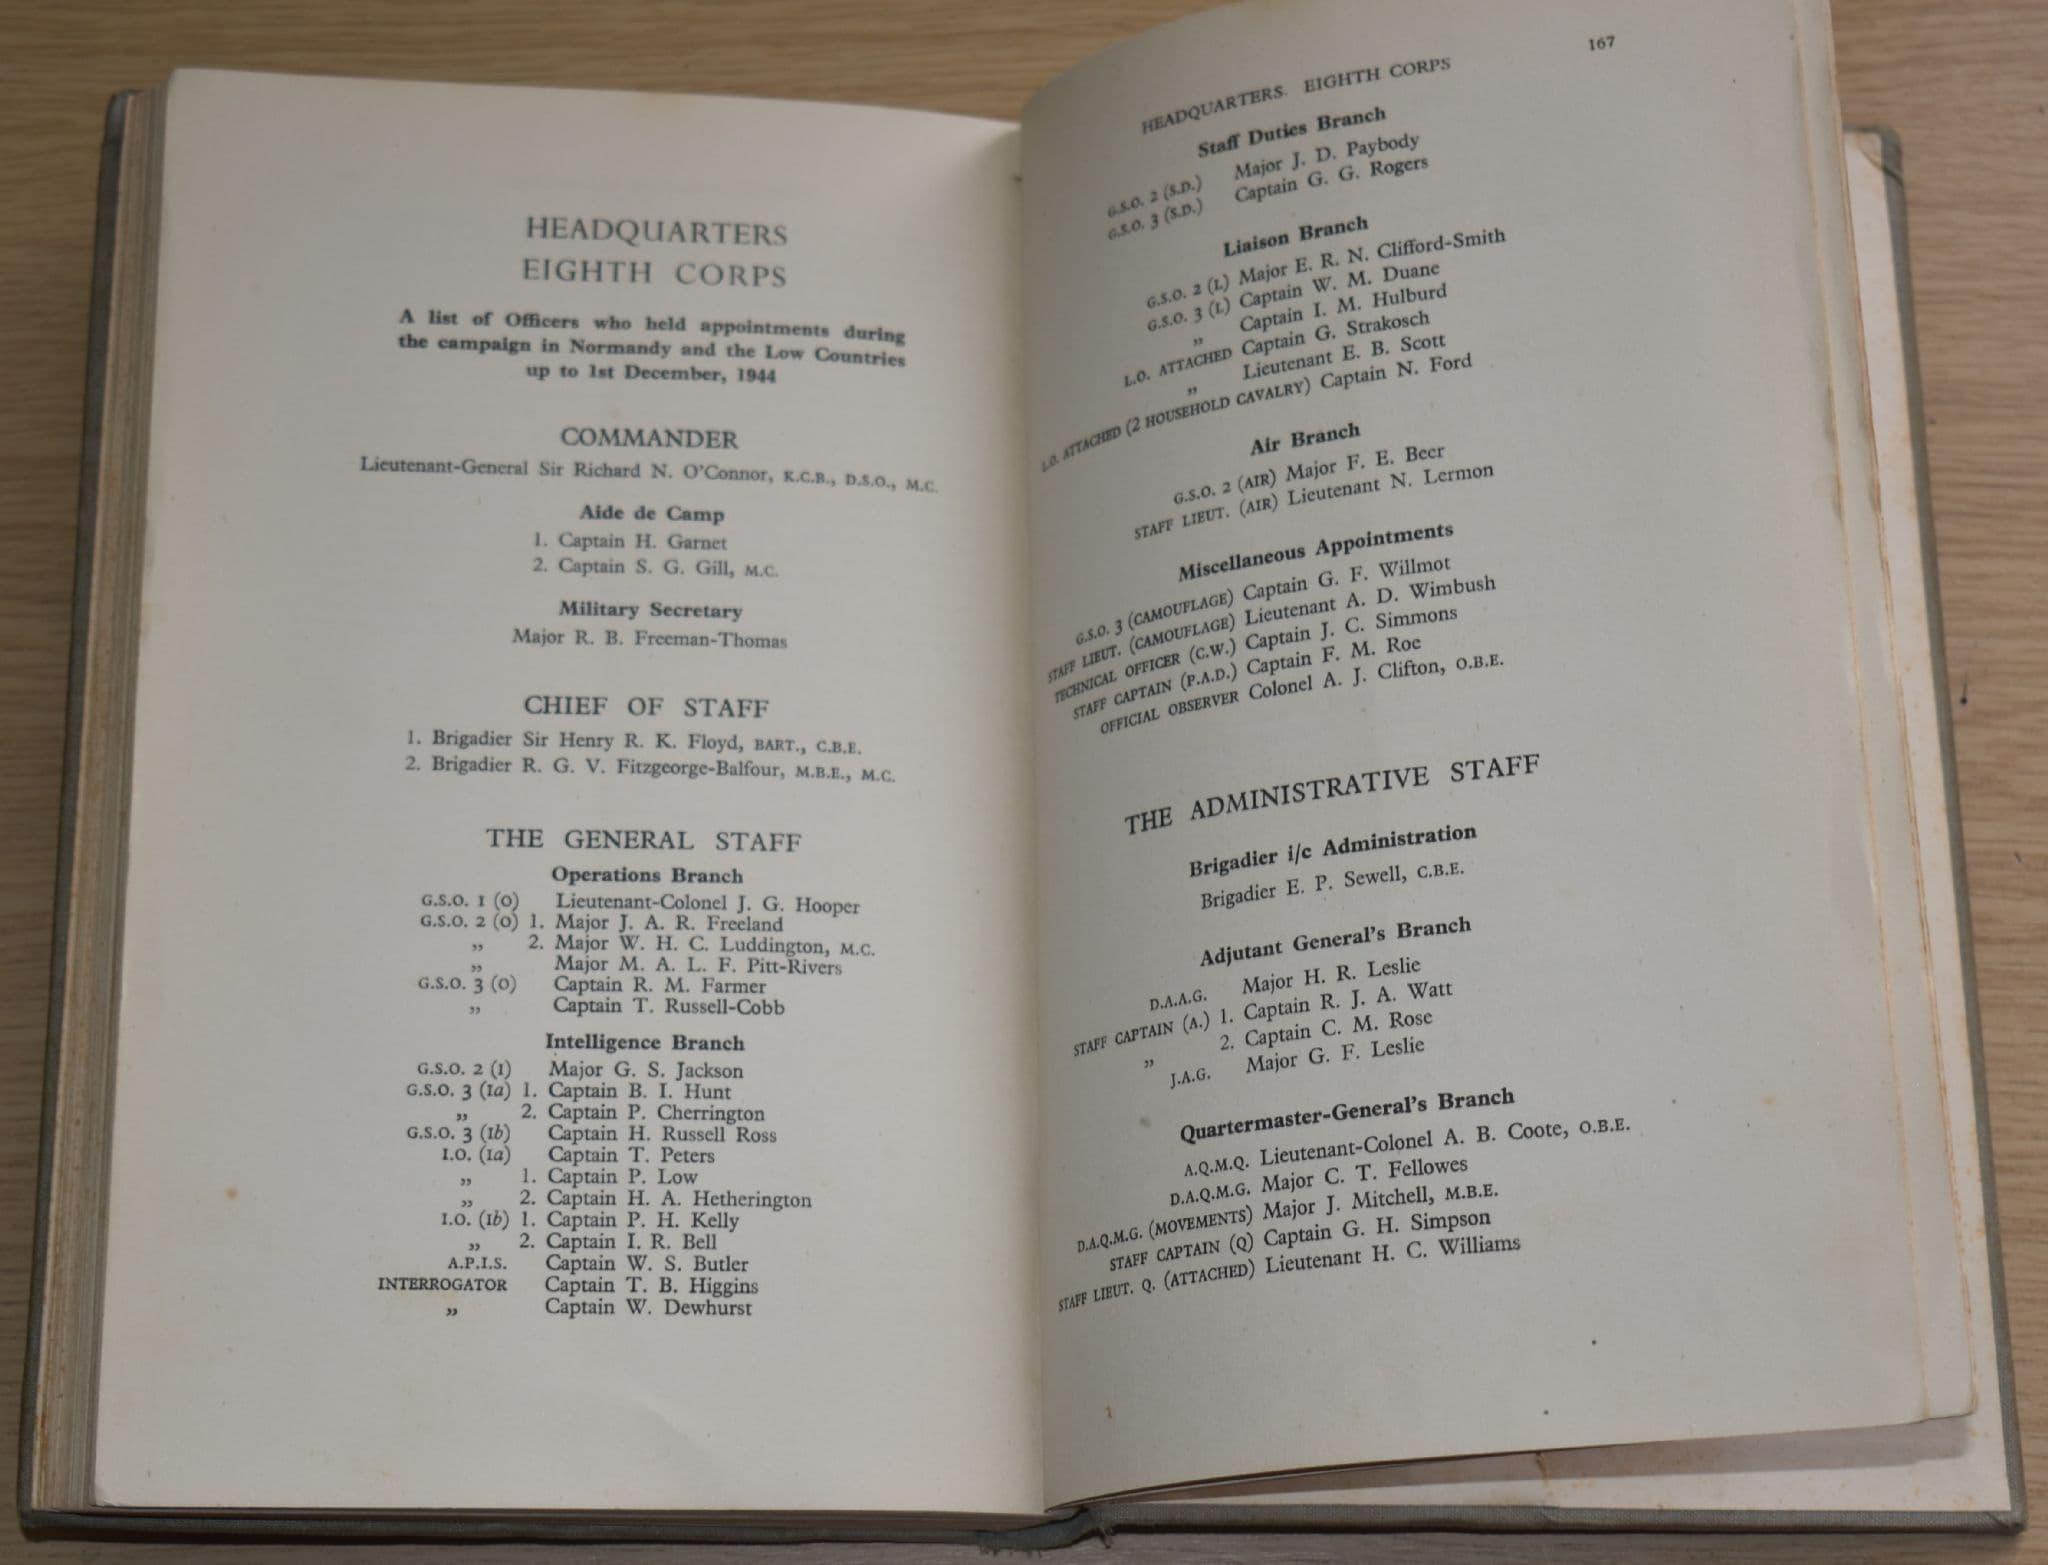 HEADQUARTERS
EIGHTH CORPS
A list of Officers who held appointments during
the campaign in Normandy and the Low Countries
up to 1st December, 1944
COMMANDER
Lieutenant-General Sir Richard N. O'Connor, K.C.B., D.S.O., M.C.
Aide de Camp
1. Captain H. Garnet
2. Captain S. G. Gill, M.C.
Military Secretary
Major R. B. Freeman-Thomas
CHIEF OF STAFF
1. Brigadier Sir Henry R. K. Floyd, BART., C.B.E.
2. Brigadier R. G. V. Fitzgeorge-Balfour, M.B.E., M.C.
THE GENERAL STAFF
Operations Branch
G.S.O. 1 (O) Lieutenant-Colonel J. G. Hooper
G.S.O. 2 (O) 1. Major J. A. R. Freeland
„ 2. Major W. H. C. Luddington, M.C.
„ Major M. A. L. F. Pitt-Rivers
G.S.O. 3 (O) Captain R. M. Farmer
„ Captain T. Russell-Cobb
Intelligence Branch
G.S.O. 2 (I) Major G. S. Jackson
G.S.O. 3 (Ia) 1. Captain B. I. Hunt
„ 2. Captain P. Cherrington
G.S.O. 3 (Ib) Captain H. Russell Ross
I.O. (Ia) Captain T. Peters
„ 1. Captain P. Low
„ 2. Captain H. A. Hetherington
I.O. (Ib) 1. Captain P. H. Kelly
„ 2. Captain I. R. Bell
A.P.I.S. Captain W. S. Butler
INTERROGATOR Captain T. B. Higgins
„ Captain W. Dewhurst
167
HEADQUARTERS. EIGHTH CORPS
Staff Duties Branch
G.S.O. 2 (S.D.) Major J. D. Paybody
G.S.O. 3 (S.D.) Captain G. G. Rogers
Liaison Branch
G.S.O. 2 (L) Major E. R. N. Clifford-Smith
G.S.O. 3 (L) Captain W. M. Duane
„ Captain I. M. Hulburd
L.O. ATTACHED Captain G. Strakosch
„ Lieutenant E. B. Scott
L.O. ATTACHED (2 HOUSEHOLD CAVALRY) Captain N. Ford
Air Branch
G.S.O. 2 (AIR) Major F. E. Beer
STAFF LIEUT. (AIR) Lieutenant N. Lermon
Miscellaneous Appointments
G.S.O. 3 (CAMOUFLAGE) Captain G. F. Willmot
STAFF LIEUT. (CAMOUFLAGE) Lieutenant A. D. Wimbush
TECHNICAL OFFICER (C.W.) Captain J. C. Simmons
STAFF CAPTAIN (P.A.D.) Captain F. M. Roe
OFFICIAL OBSERVER Colonel A. J. Clifton, O.B.E.
THE ADMINISTRATIVE STAFF
Brigadier i/c Administration
Brigadier E. P. Sewell, C.B.E.
Adjutant General's Branch
D.A.A.G. Major H. R. Leslie
STAFF CAPTAIN (A.) 1. Captain R. J. A. Watt
„ 2. Captain C. M. Rose
J.A.G. Major G. F. Leslie
Quartermaster-General's Branch
A.Q.M.Q. Lieutenant-Colonel A. B. Coote, O.B.E.
D.A.Q.M.G. Major C. T. Fellowes
D.A.Q.M.G. (MOVEMENTS) Major J. Mitchell, M.B.E.
STAFF CAPTAIN (Q) Captain G. H. Simpson
STAFF LIEUT. Q. (ATTACHED) Lieutenant H. C. Williams